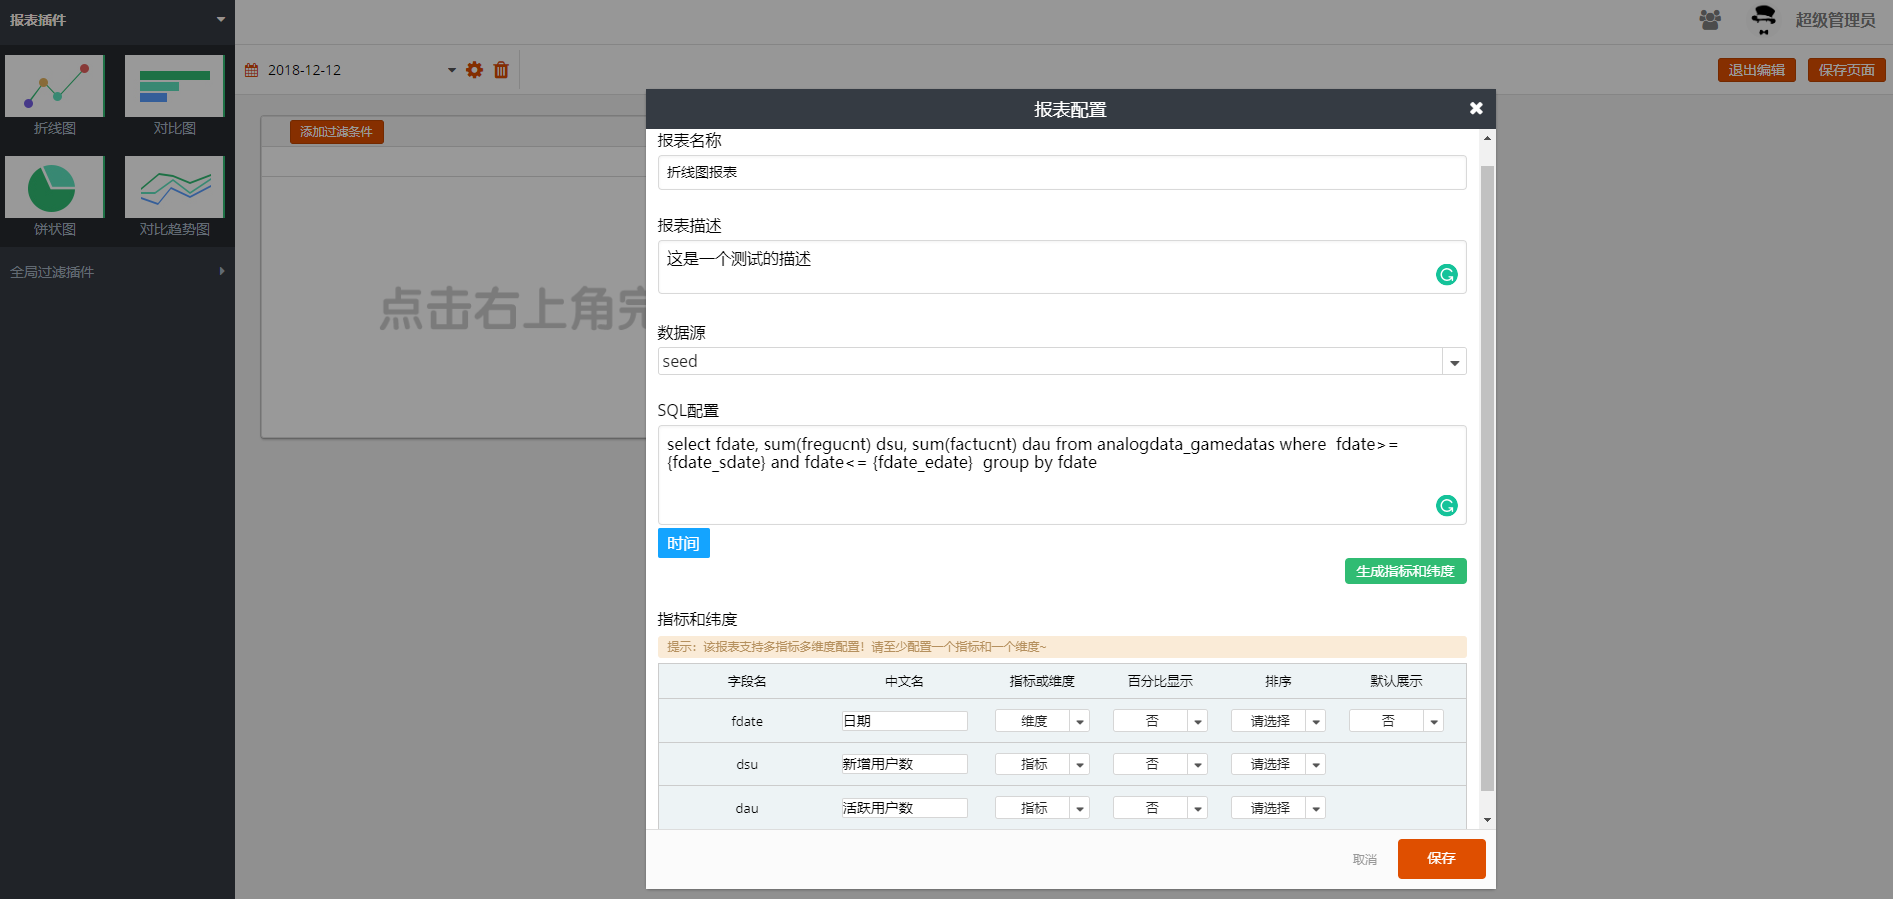 报表插件
超级管理员
2018-12-12
退出编辑
保存页面
折线图
对比图
饼状图
对比趋势图
全局过滤插件
添加过滤条件
点击右上角完
报表配置
报表名称
折线图报表
报表描述
这是一个测试的描述
数据源
seed
SQL配置
select fdate, sum(fregucnt) dsu, sum(factucnt) dau from analogdata_gamedatas where  fdate>=
{fdate_sdate} and fdate<= {fdate_edate}  group by fdate
时间
生成指标和纬度
指标和纬度
提示：该报表支持多指标多维度配置！请至少配置一个指标和一个维度~
字段名 中文名 指标或维度 百分比显示 排序 默认展示
fdate 日期 维度 否 请选择 否
dsu 新增用户数 指标 否 请选择
dau 活跃用户数 指标 否 请选择
取消 保存